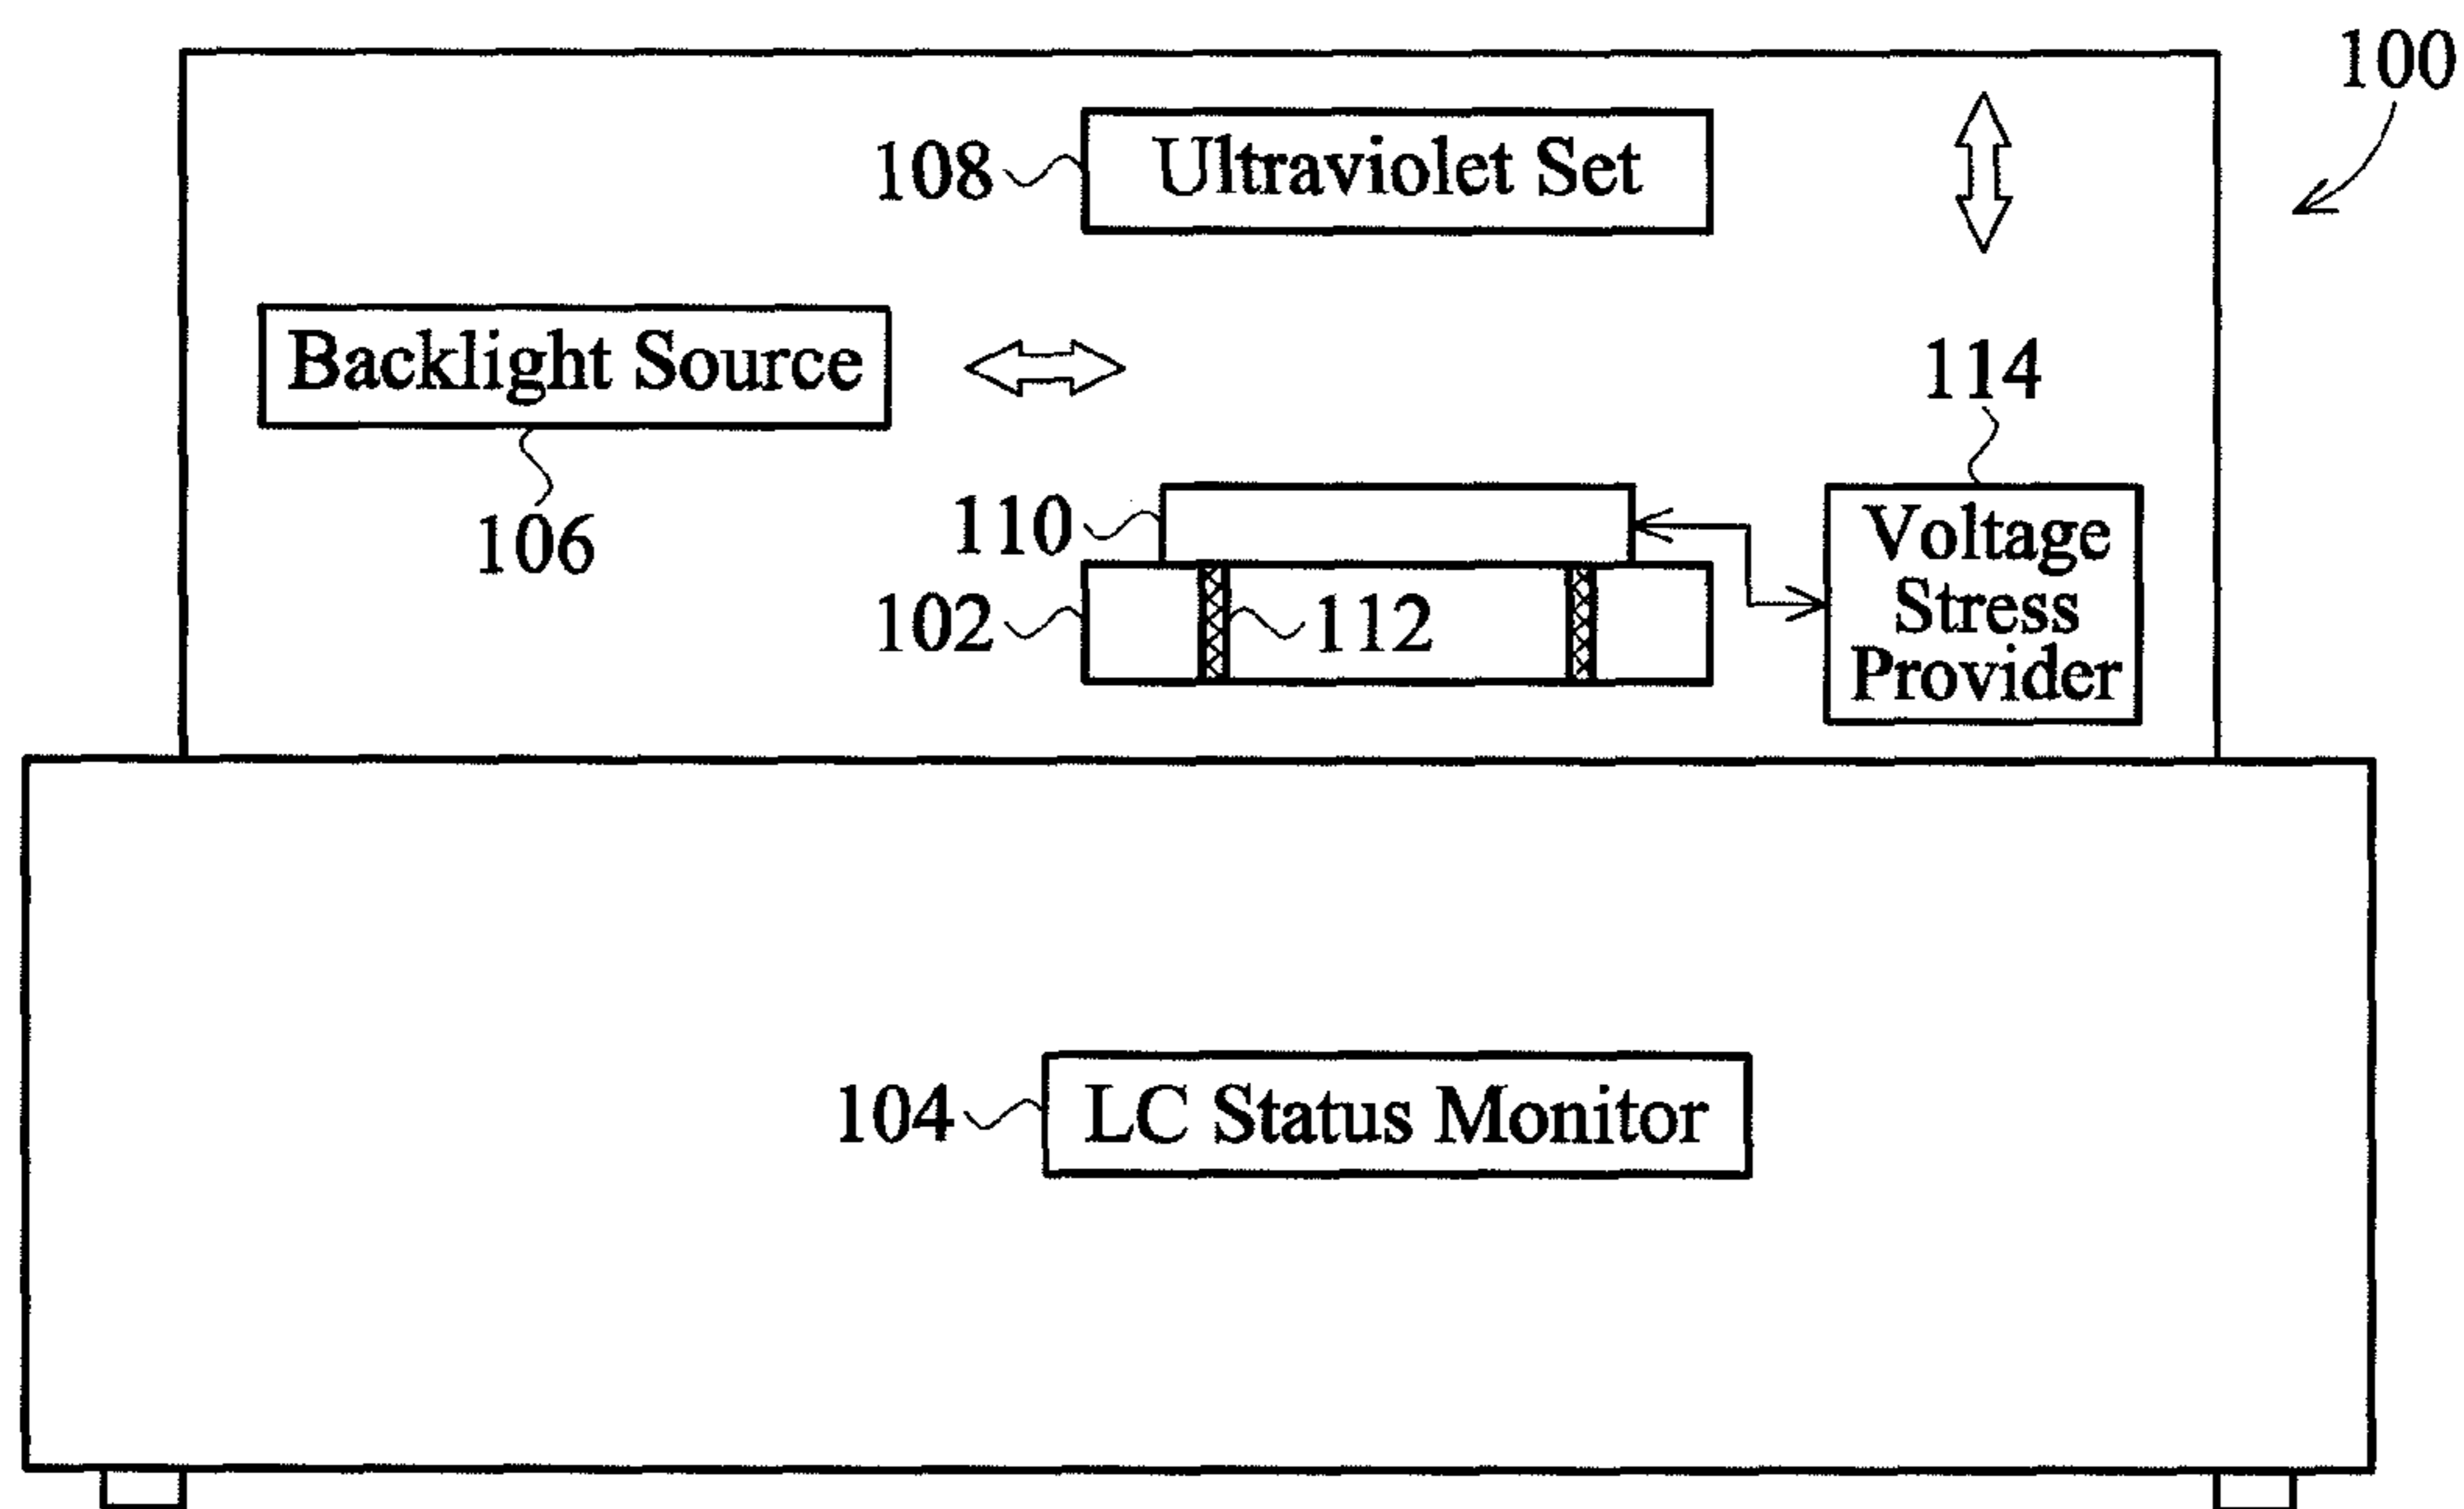 100
108
Ultraviolet Set
Backlight Source
106
114
110
102
112
Voltage
Stress
Provider
104
LC Status Monitor